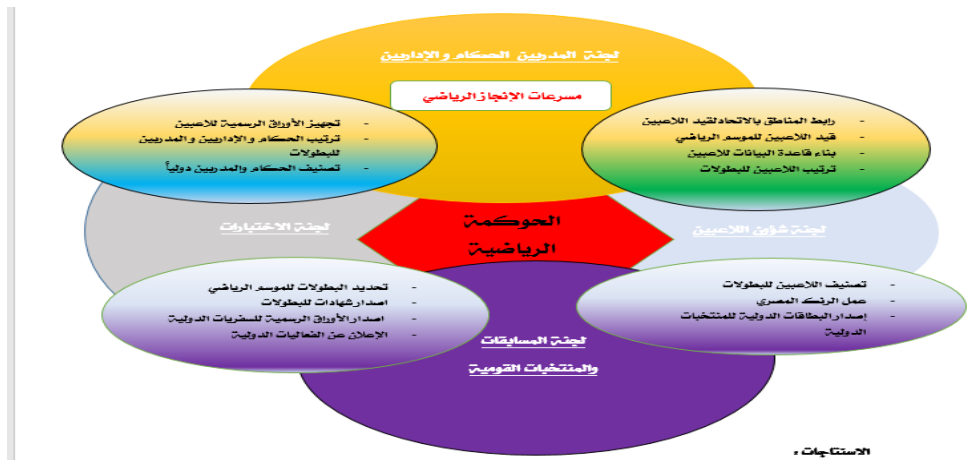 لجنة المدربين الحكام والإداريين
مسرعات الإنجاز الرياضي
- رابط المناطق بالاتحاد لقيد اللاعبين
- قيد اللاعبين للموسم الرياضي
- بناء قاعدة البيانات للاعبين
- ترتيب اللاعبين للبطولات
- تجهيز الأوراق الرسمية للاعبين
- ترتيب الحكام والإداريين والمدربين
للبطولات
- تصنيف الحكام والمدربين دولياً
لجنة شؤون اللاعبين
الحوكمة
الرياضية
لجنة الاختبارات
- تصنيف اللاعبين للبطولات
- عمل الرنك المصري
- إصدار البطاقات الدولية للمنتخبات
الدولية
- تحديد البطولات للموسم الرياضي
- اصدار شهادات للبطولات
- اصدار الأوراق الرسمية للسفريات الدولية
- الإعلان عن الفعاليات الدولية
لجنة المسابقات
والمنتخبات القومية
الاستنتاجات :